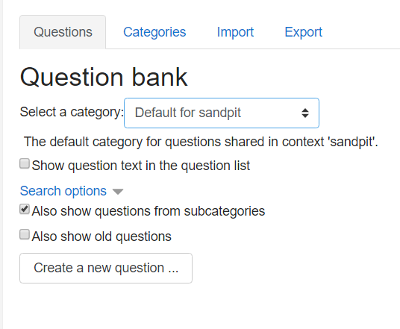 Questions Categories Import Export
Question bank
Select a category: Default for sandpit
The default category for questions shared in context 'sandpit'.
Show question text in the question list
Search options
Also show questions from subcategories
Also show old questions
Create a new question ...